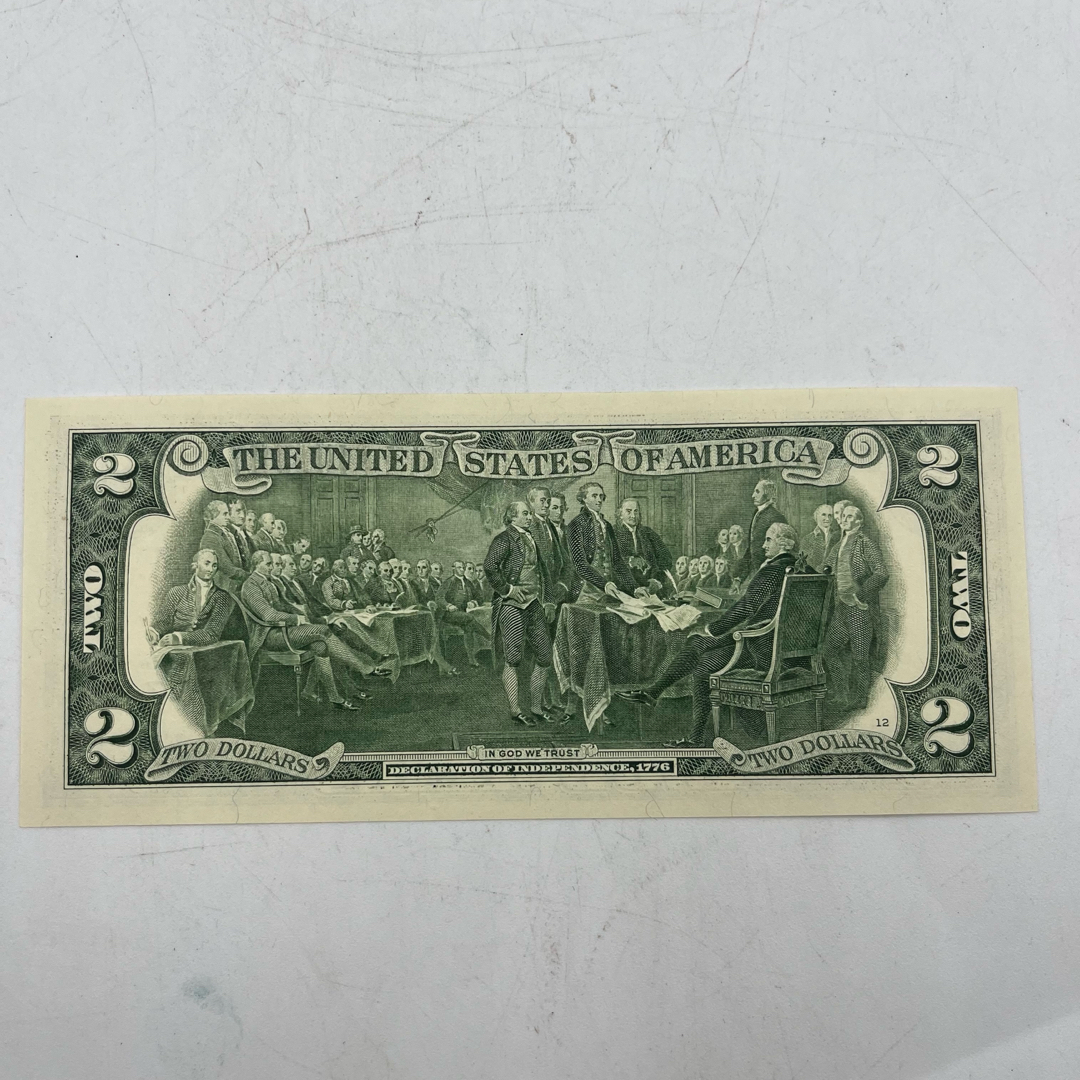 THE UNITED STATES OF AMERICA
2
2
TWO
TWO
2
2
12
TWO DOLLARS
IN GOD WE TRUST
TWO DOLLARS
DECLARATION OF INDEPENDENCE, 1776